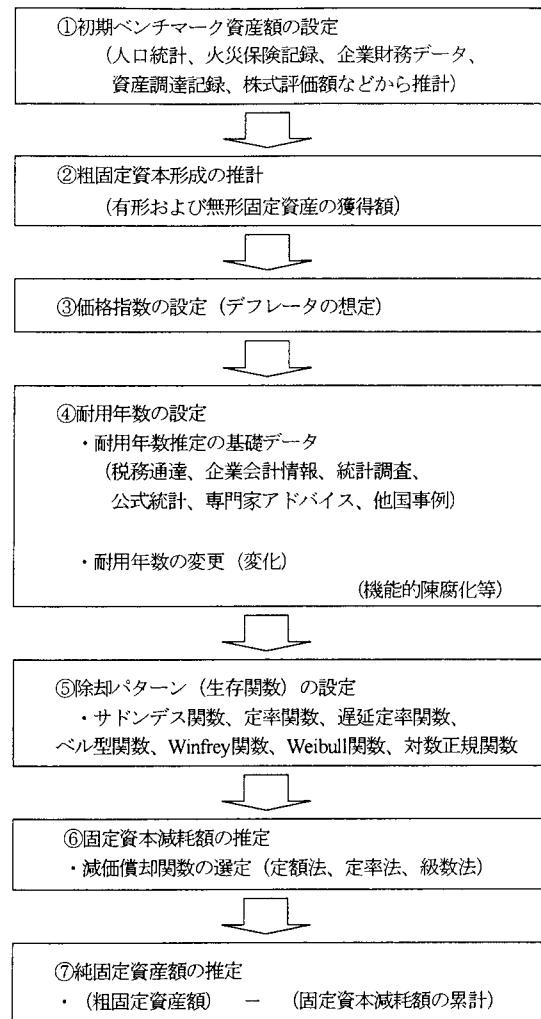 ①初期ベンチマーク資産額の設定
(人口統計、火災保険記録、企業財務データ、
資産調達記録、株式評価額などから推計)
②粗固定資本形成の推計
(有形および無形固定資産の獲得額)
③価格指数の設定(デフレータの想定)
④耐用年数の設定
・耐用年数推定の基礎データ
(税務通達、企業会計情報、統計調査、
公式統計、専門家アドバイス、他国事例)
・耐用年数の変更(変化)
(機能的陳腐化等)
⑤除却パターン(生存関数)の設定
・サドンデス関数、定率関数、遅延定率関数、
ベル型関数、Winfrey関数、Weibull関数、対数正規関数
⑥固定資本減耗額の推定
・減価償却関数の選定(定額法、定率法、級数法)
⑦純固定資産額の推定
・(粗固定資産額) － (固定資本減耗額の累計)